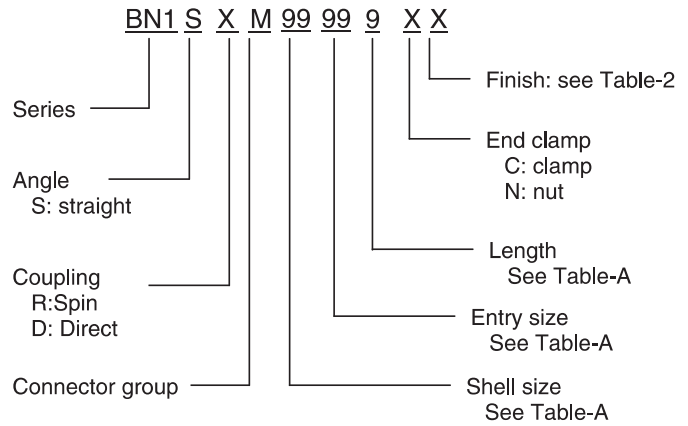 BN1 S X M 99 99 9 X X
Series
Angle
S: straight
Coupling
R:Spin
D: Direct
Connector group
Finish: see Table-2
End clamp
C: clamp
N: nut
Length
See Table-A
Entry size
See Table-A
Shell size
See Table-A